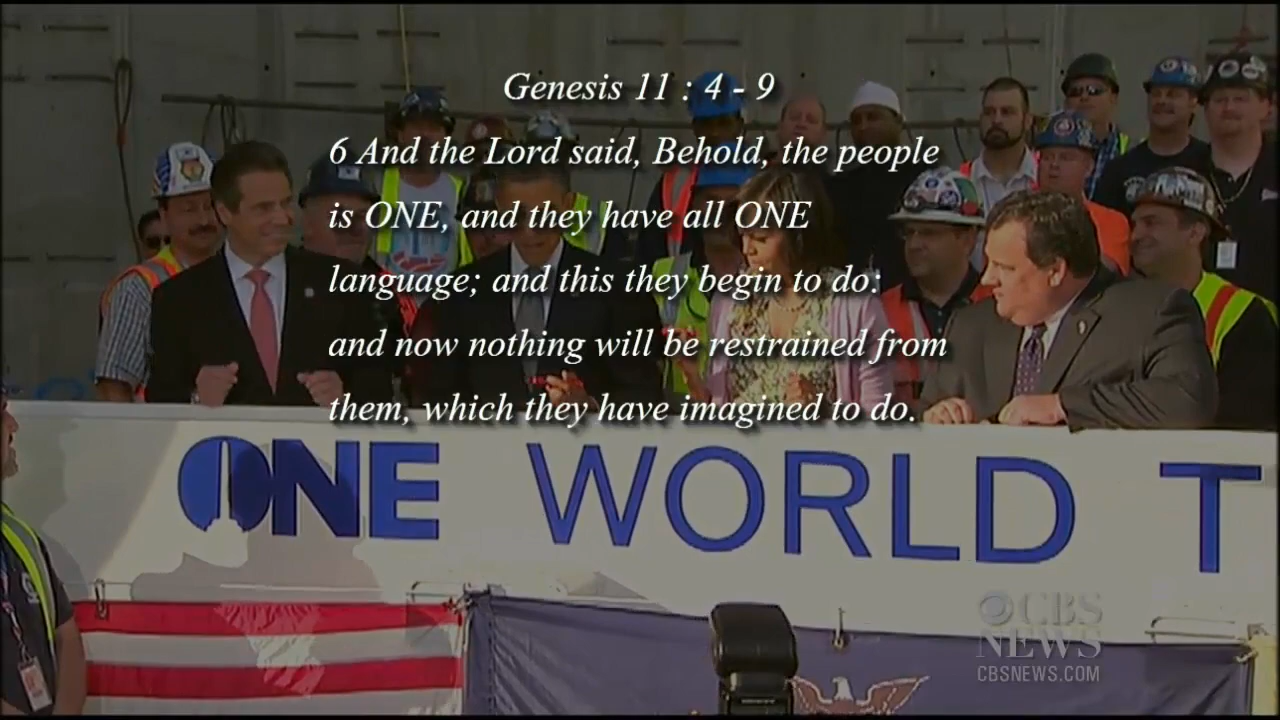 Genesis 11 : 4 - 9
6 And the Lord said, Behold, the people
is ONE, and they have all ONE
language; and this they begin to do:
and now nothing will be restrained from
them, which they have imagined to do.
ONE WORLD T
CBS
NEWS
CBSNEWS.COM